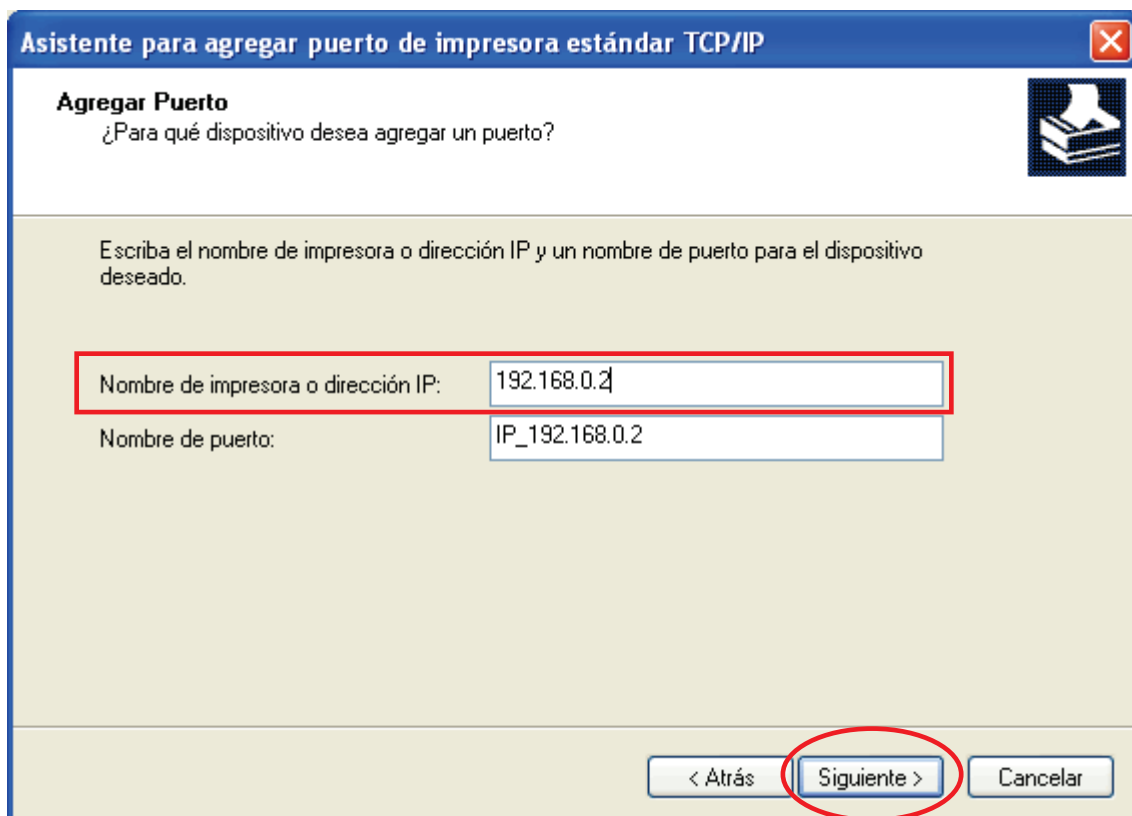 Asistente para agregar puerto de impresora estándar TCP/IP
Agregar Puerto
¿Para qué dispositivo desea agregar un puerto?
Escriba el nombre de impresora o dirección IP y un nombre de puerto para el dispositivo
deseado.
Nombre de impresora o dirección IP: 192.168.0.2
Nombre de puerto: IP_192.168.0.2
< Atrás Siguiente > Cancelar